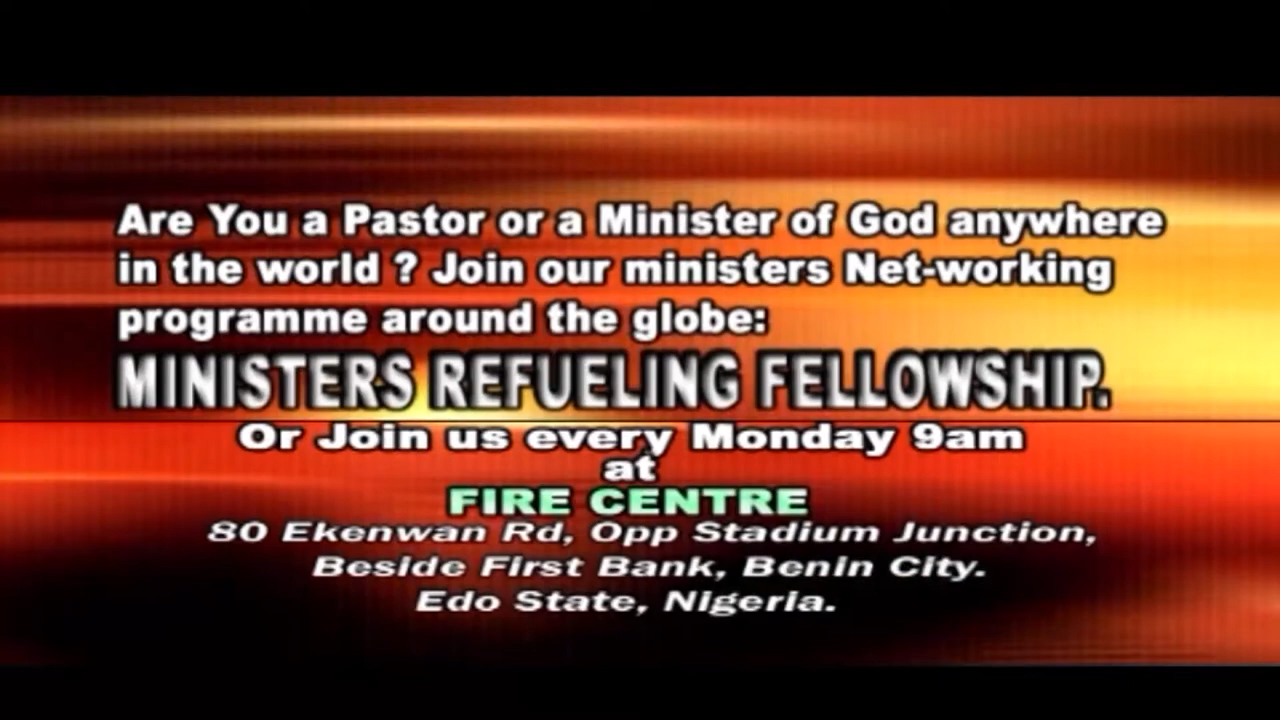 Are You a Pastor or a Minister of God anywhere
in the world ? Join our ministers Net-working
programme around the globe:
MINISTERS REFUELING FELLOWSHIP.
Or Join us every Monday 9am
at
FIRE CENTRE
80 Ekenwan Rd, Opp Stadium Junction,
Beside First Bank, Benin City.
Edo State, Nigeria.